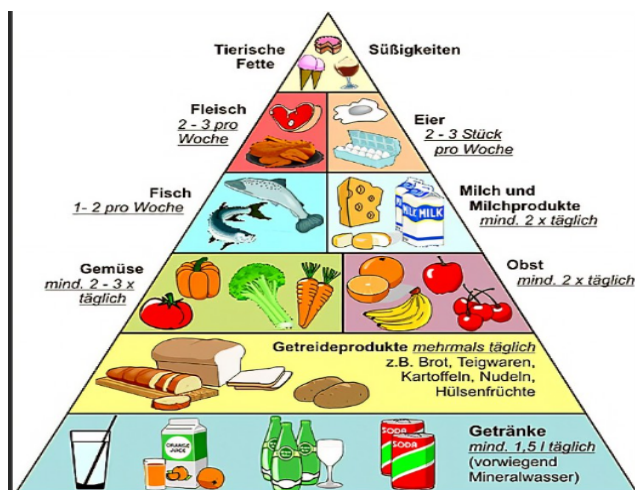 Tierische
Fette
Süßigkeiten
Fleisch
2 - 3 pro
Woche
Eier
2 - 3 Stück
pro Woche
Fisch
1- 2 pro Woche
Milch und
Milchprodukte
mind. 2 x täglich
MILK
MILK
Gemüse
mind. 2 - 3 x
täglich
Obst
mind. 2 x täglich
Getreideprodukte mehrmals täglich
z.B. Brot, Teigwaren,
Kartoffeln, Nudeln,
Hülsenfrüchte
ORANGE
JUICE
SODA
SODA
Getränke
mind. 1,5 l täglich
(vorwiegend
Mineralwasser)